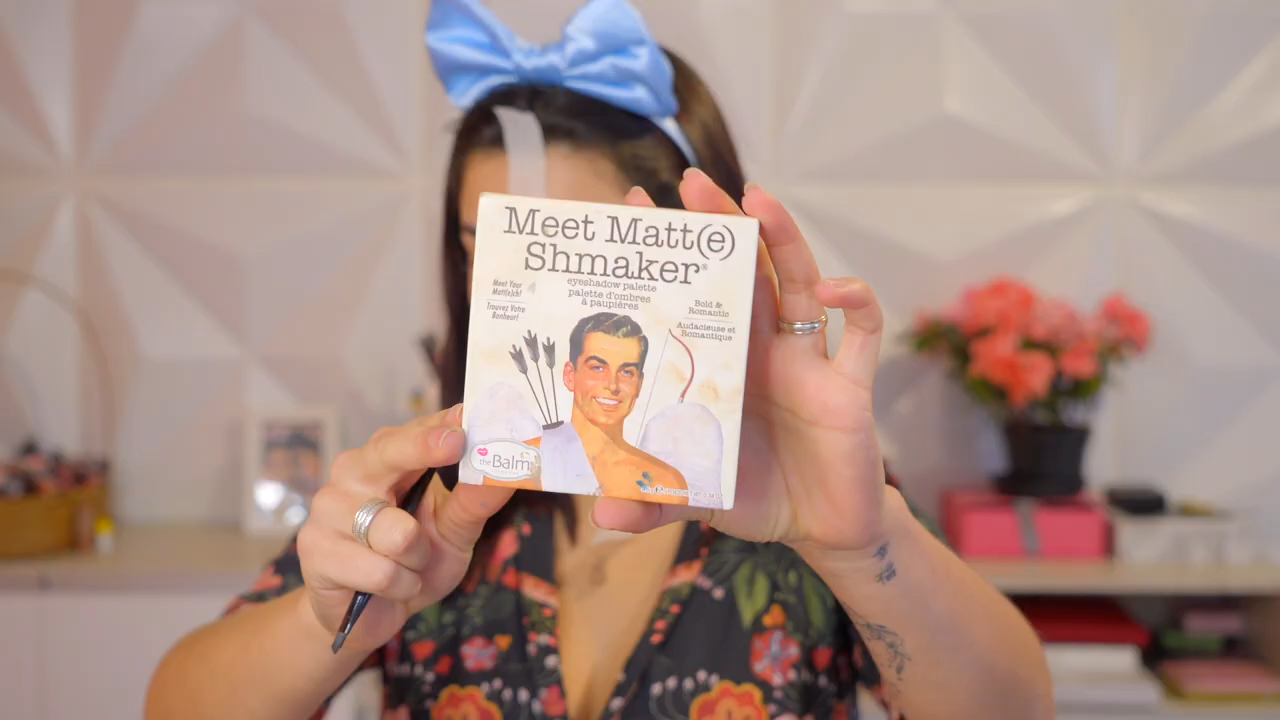 Meet Matt(e)
Shmaker®
eyeshadow palette
palette d'ombres
à paupières
Meet Your
Matt(e)ch!
Trouvez Votre
Bonheur!
Bold &
Romantic
Audacieuse et
Romantique
theBalm